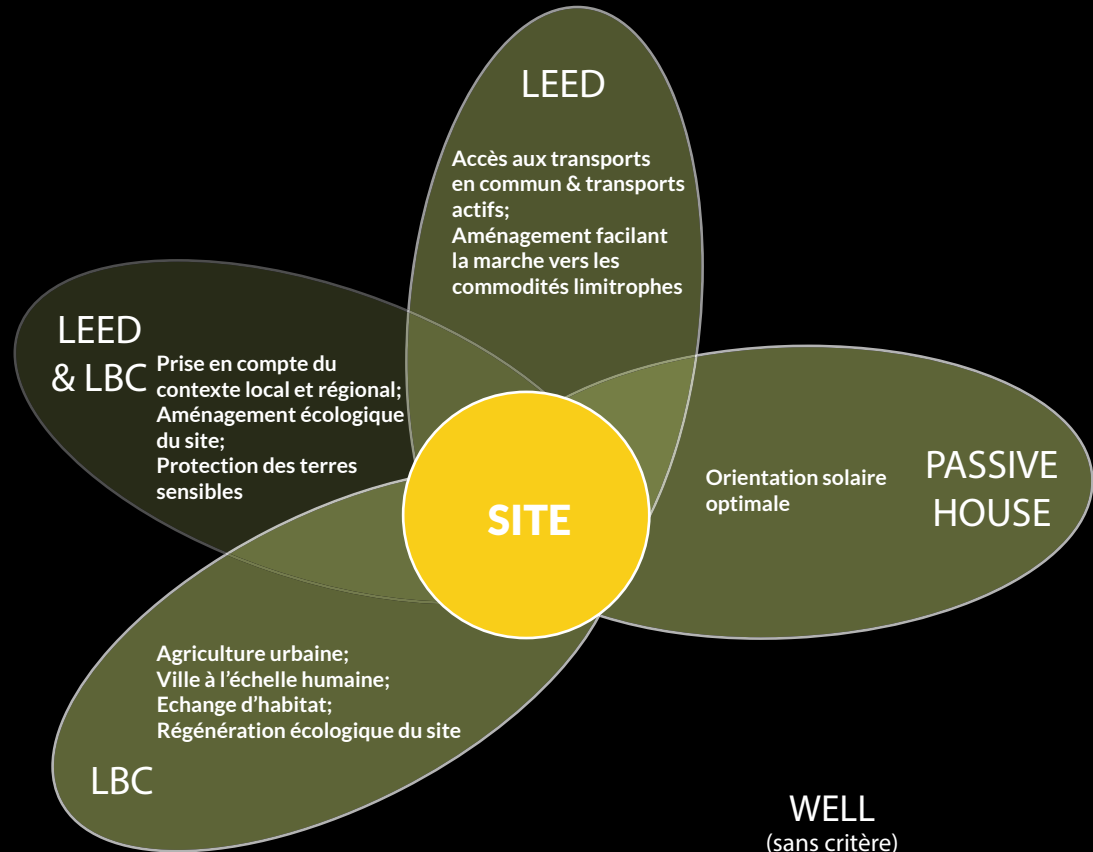 LEED
Accès aux transports
en commun & transports
actifs;
Aménagement facilant
la marche vers les
commodités limitrophes
LEED
& LBC
Prise en compte du
contexte local et régional;
Aménagement écologique
du site;
Protection des terres
sensibles
SITE
Orientation solaire
optimale
PASSIVE
HOUSE
Agriculture urbaine;
Ville à l'échelle humaine;
Echange d'habitat;
Régénération écologique du site
LBC
WELL
(sans critère)